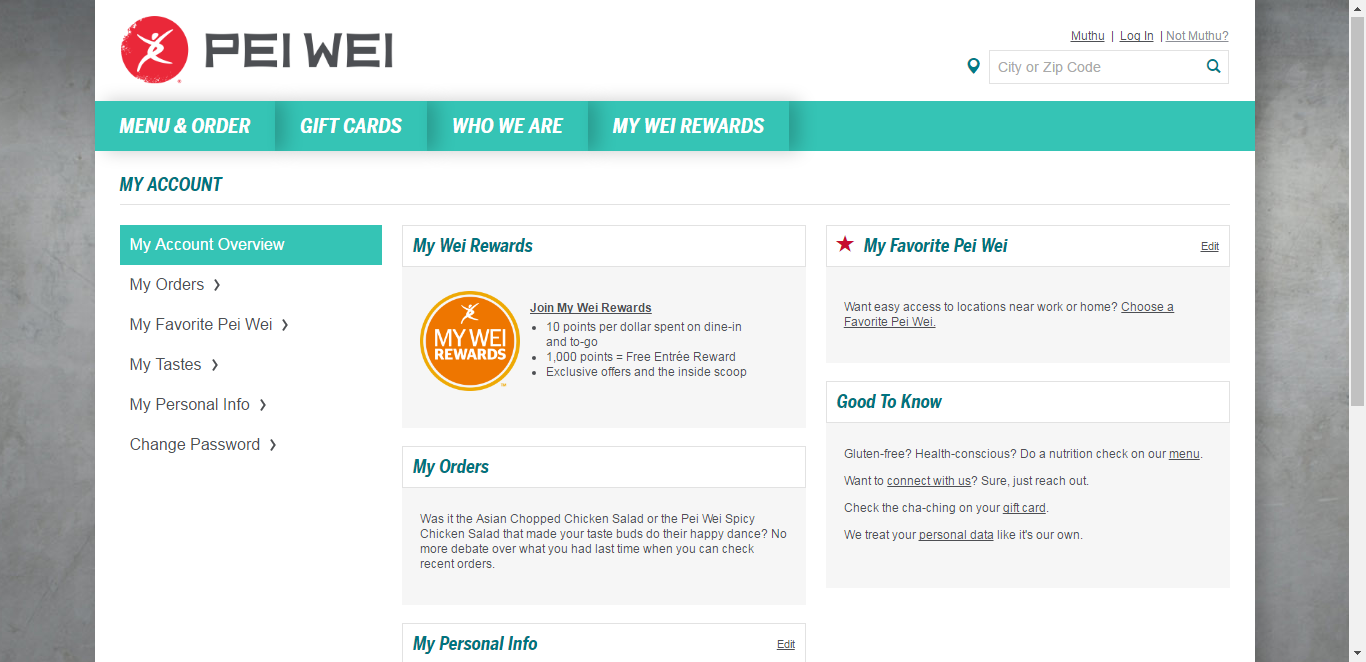 PEI WEI
Muthu | Log In | Not Muthu?
City or Zip Code
MENU & ORDER
GIFT CARDS
WHO WE ARE
MY WEI REWARDS
MY ACCOUNT
My Account Overview
My Orders
My Favorite Pei Wei
My Tastes
My Personal Info
Change Password
My Wei Rewards
MY WEI
REWARDS
Join My Wei Rewards
• 10 points per dollar spent on dine-in
and to-go
• 1,000 points = Free Entrée Reward
• Exclusive offers and the inside scoop
My Orders
Was it the Asian Chopped Chicken Salad or the Pei Wei Spicy
Chicken Salad that made your taste buds do their happy dance? No
more debate over what you had last time when you can check
recent orders.
My Personal Info
Edit
My Favorite Pei Wei
Edit
Want easy access to locations near work or home? Choose a
Favorite Pei Wei.
Good To Know
Gluten-free? Health-conscious? Do a nutrition check on our menu.
Want to connect with us? Sure, just reach out.
Check the cha-ching on your gift card.
We treat your personal data like it's our own.